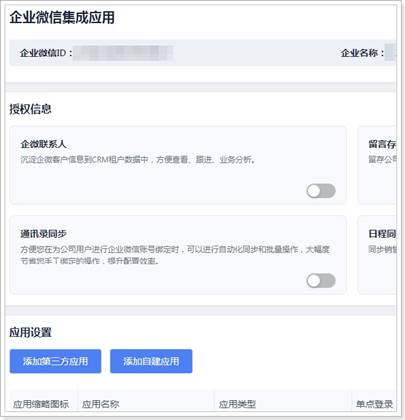 企业微信集成应用
企业微信ID： 企业名称：
授权信息
企微联系人
沉淀企微客户信息到CRM租户数据中，方便查看、跟进、业务分析。
留言存
留存公司
通讯录同步
方便您在为公司用户进行企业微信账号绑定时，可以进行自动化同步和批量操作，大幅度
节省您手工绑定的操作，提升配置效率。
日程同
同步销售
应用设置
添加第三方应用 添加自建应用
应用缩略图标 应用名称 应用类型 单点登录